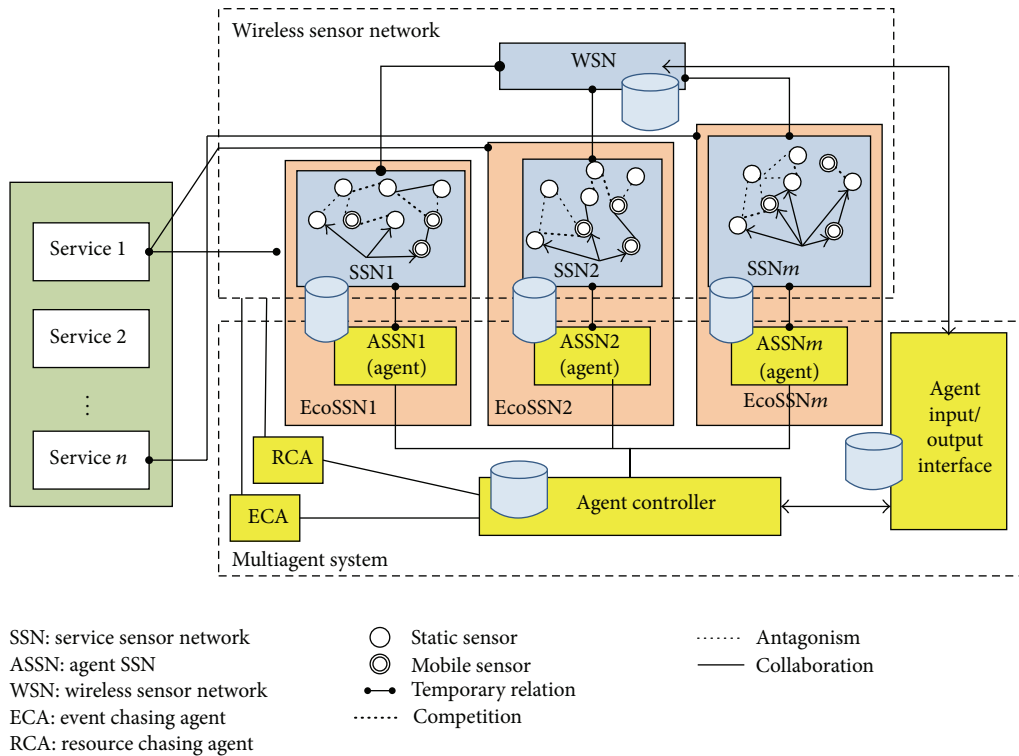 Wireless sensor network
WSN
Service 1
Service 2
⋮
Service n
SSN1
SSN2
SSNm
ASSN1
(agent)
ASSN2
(agent)
ASSNm
(agent)
EcoSSN1
EcoSSN2
EcoSSNm
Agent
input/
output
interface
RCA
ECA
Agent controller
Multiagent system
SSN: service sensor network
ASSN: agent SSN
WSN: wireless sensor network
ECA: event chasing agent
RCA: resource chasing agent
Static sensor
Mobile sensor
Temporary relation
Competition
Antagonism
Collaboration